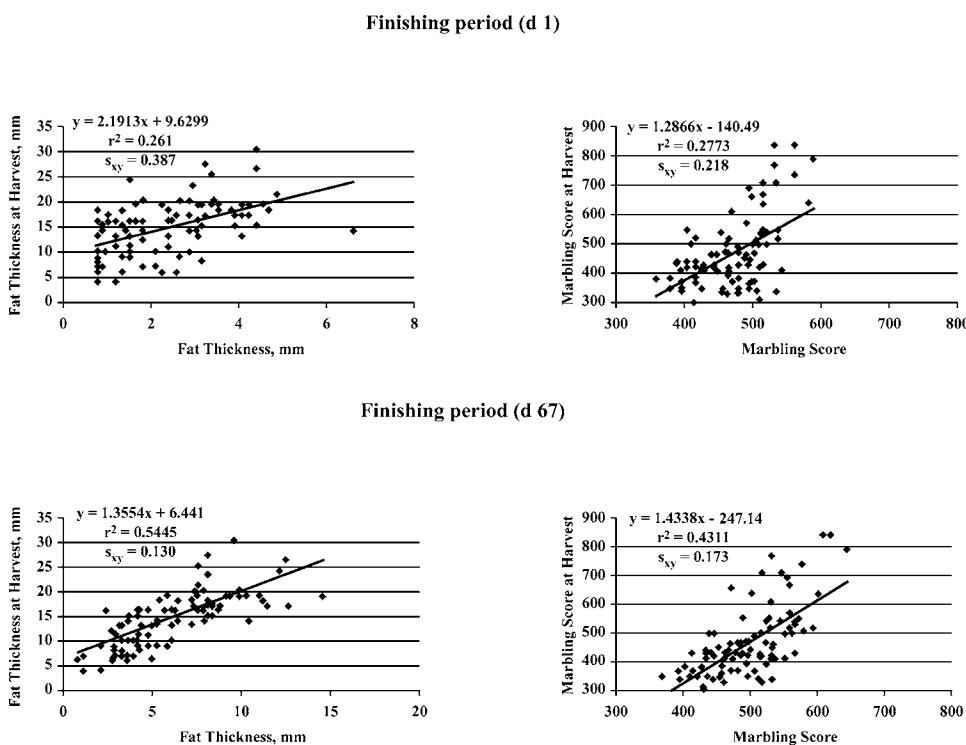 Finishing period (d 1)
y = 2.1913x + 9.6299
r² = 0.261
sxy = 0.387
Fat Thickness at Harvest, mm
35
30
25
20
15
10
5
0
0 2 4 6 8
Fat Thickness, mm
y = 1.2866x - 140.49
r² = 0.2773
sxy = 0.218
Marbling Score at Harvest
900
800
700
600
500
400
300
300 400 500 600 700 800
Marbling Score
Finishing period (d 67)
y = 1.3554x + 6.441
r² = 0.5445
sxy = 0.130
Fat Thickness at Harvest, mm
35
30
25
20
15
10
5
0
0 5 10 15 20
Fat Thickness, mm
y = 1.4338x - 247.14
r² = 0.4311
sxy = 0.173
Marbling Score at Harvest
900
800
700
600
500
400
300
300 400 500 600 700 800
Marbling Score